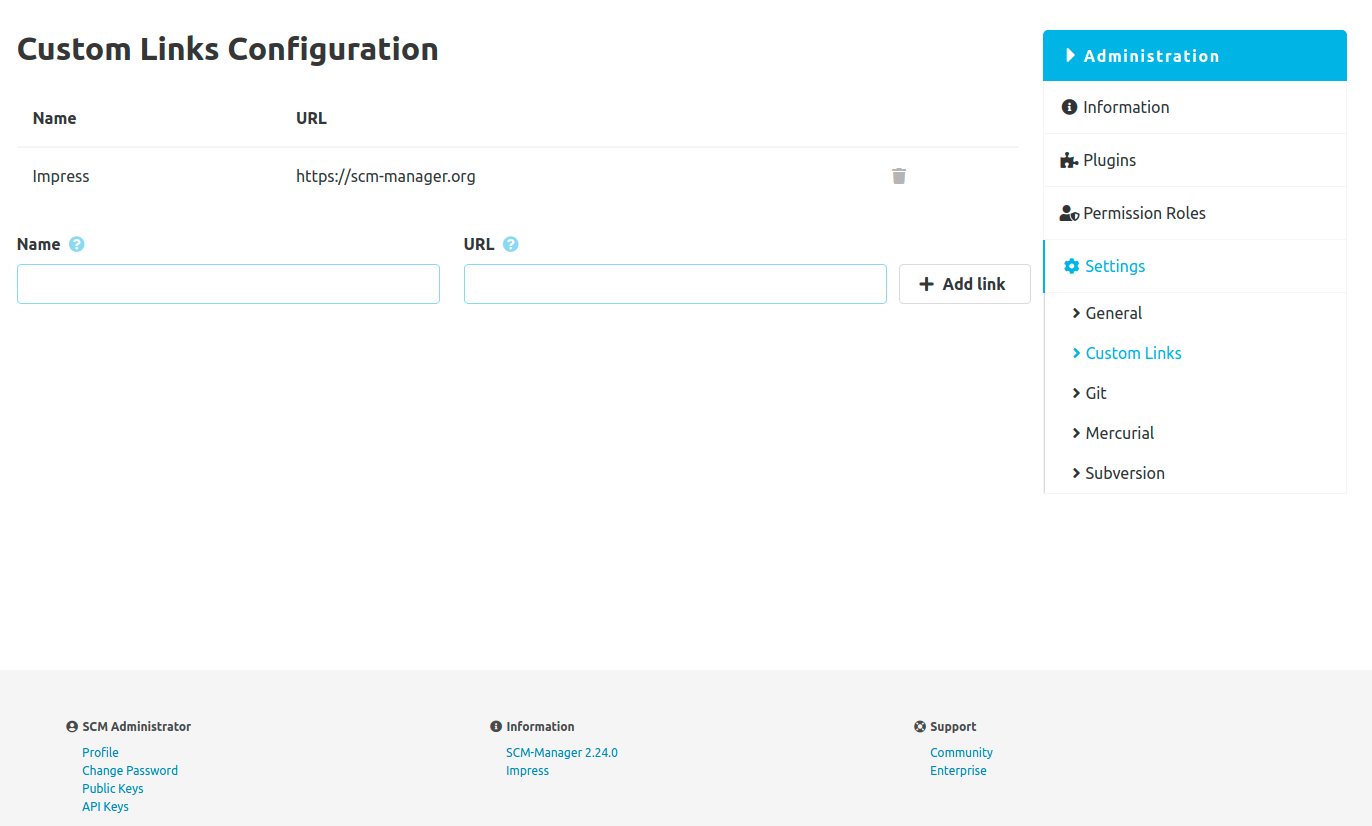 Custom Links Configuration
Name URL
Impress https://scm-manager.org
Name ? URL ?
Add link
Administration
Information
Plugins
Permission Roles
Settings
General
Custom Links
Git
Mercurial
Subversion
SCM Administrator
Profile
Change Password
Public Keys
API Keys
Information
SCM-Manager 2.24.0
Impress
Support
Community
Enterprise